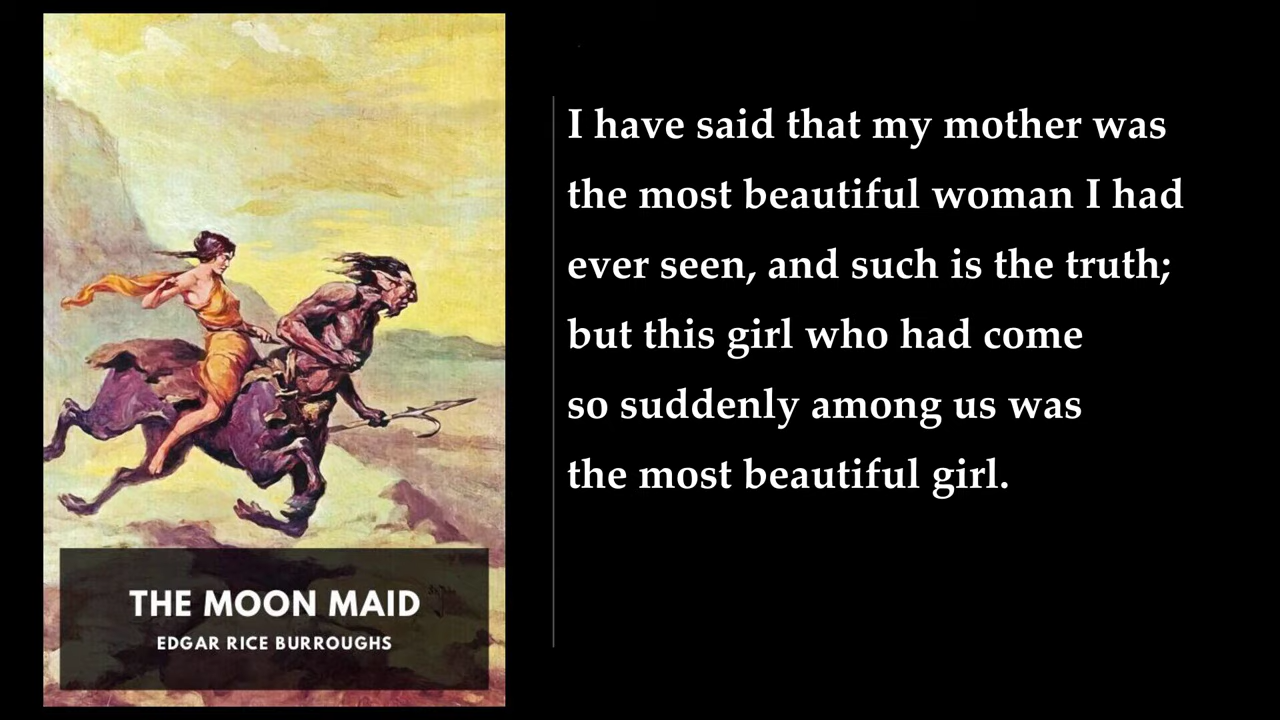 THE MOON MAID
EDGAR RICE BURROUGHS
I have said that my mother was
the most beautiful woman I had
ever seen, and such is the truth;
but this girl who had come
so suddenly among us was
the most beautiful girl.